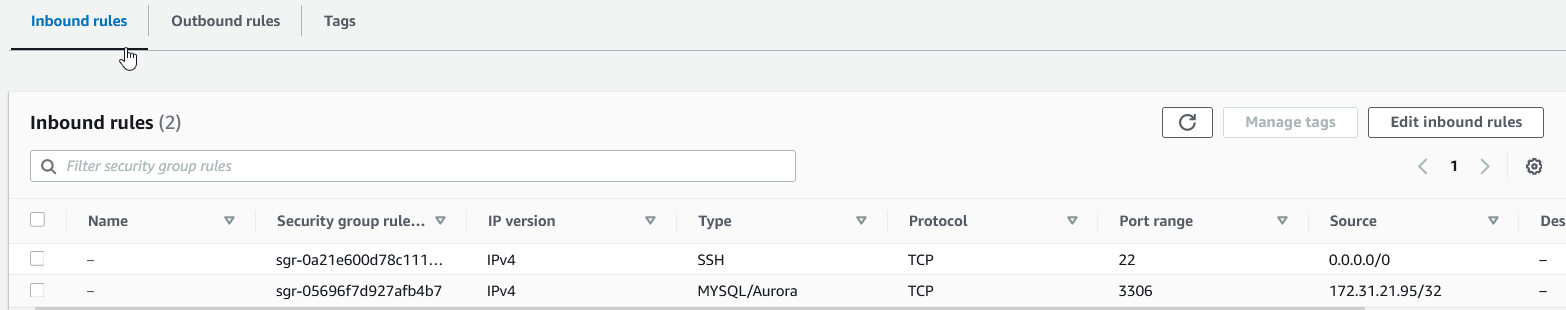 Inbound rules Outbound rules Tags
Inbound rules (2)
Manage tags Edit inbound rules
Filter security group rules
1
Name Security group rule... IP version Type Protocol Port range Source Des
– sgr-0a21e600d78c111... IPv4 SSH TCP 22 0.0.0.0/0 –
– sgr-05696f7d927afb4b7 IPv4 MYSQL/Aurora TCP 3306 172.31.21.95/32 –